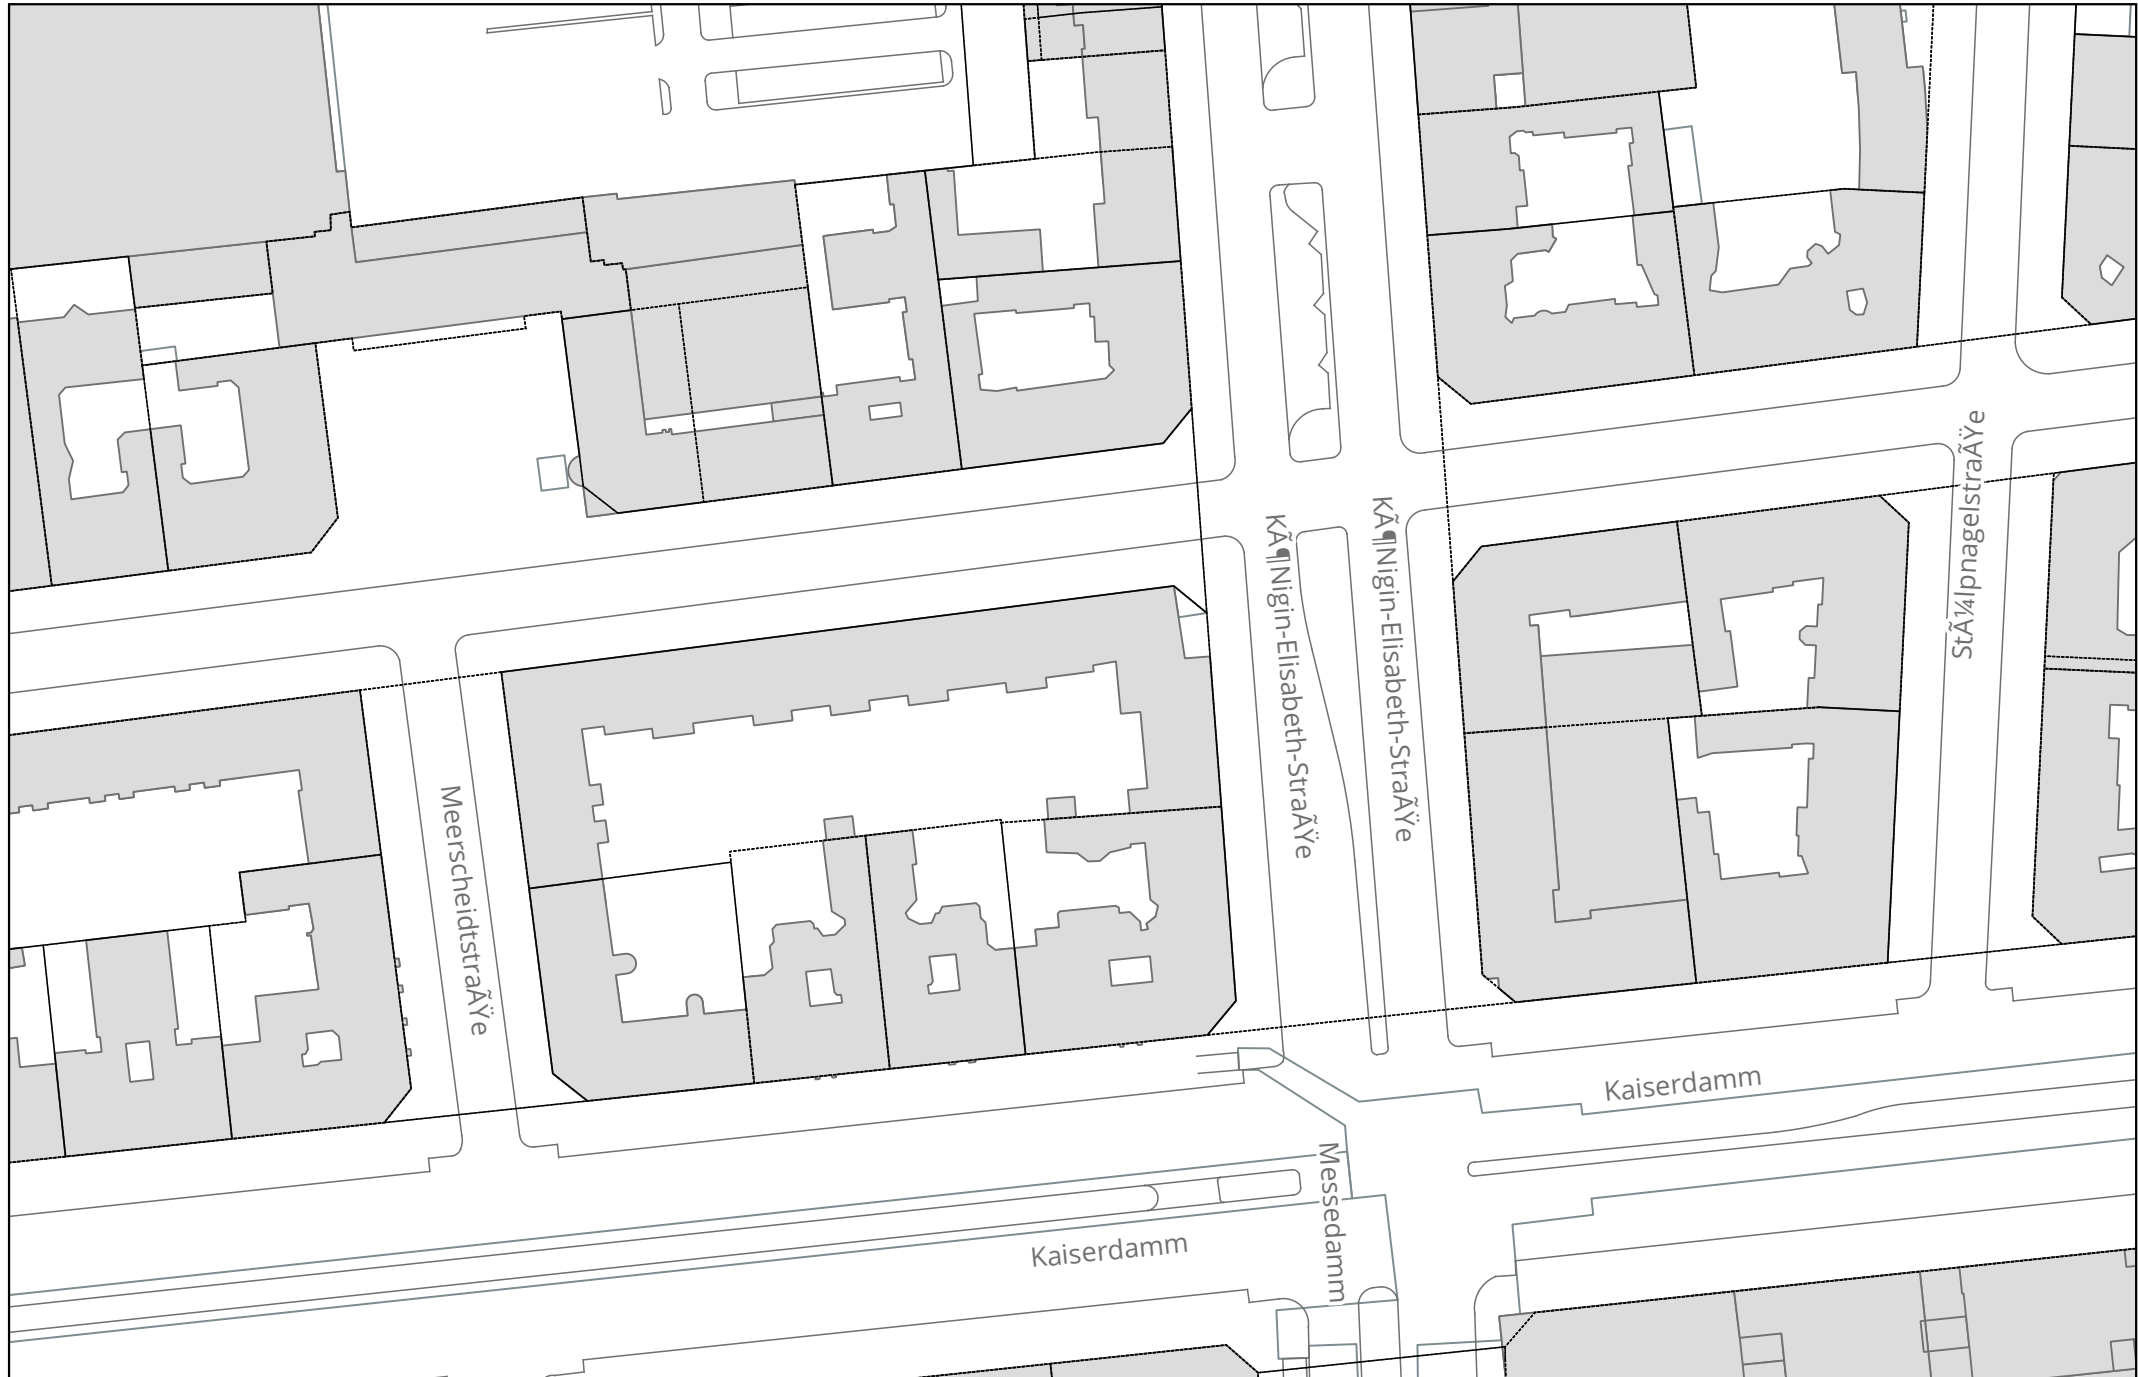 KÃ¶Nigin-Elisabeth-StraÃŸe
KÃ¶Nigin-Elisabeth-StraÃŸe
StÃ¼lpnagelstraÃŸe
MeerscheidtstraÃŸe
Kaiserdamm
Messedamm
Kaiserdamm